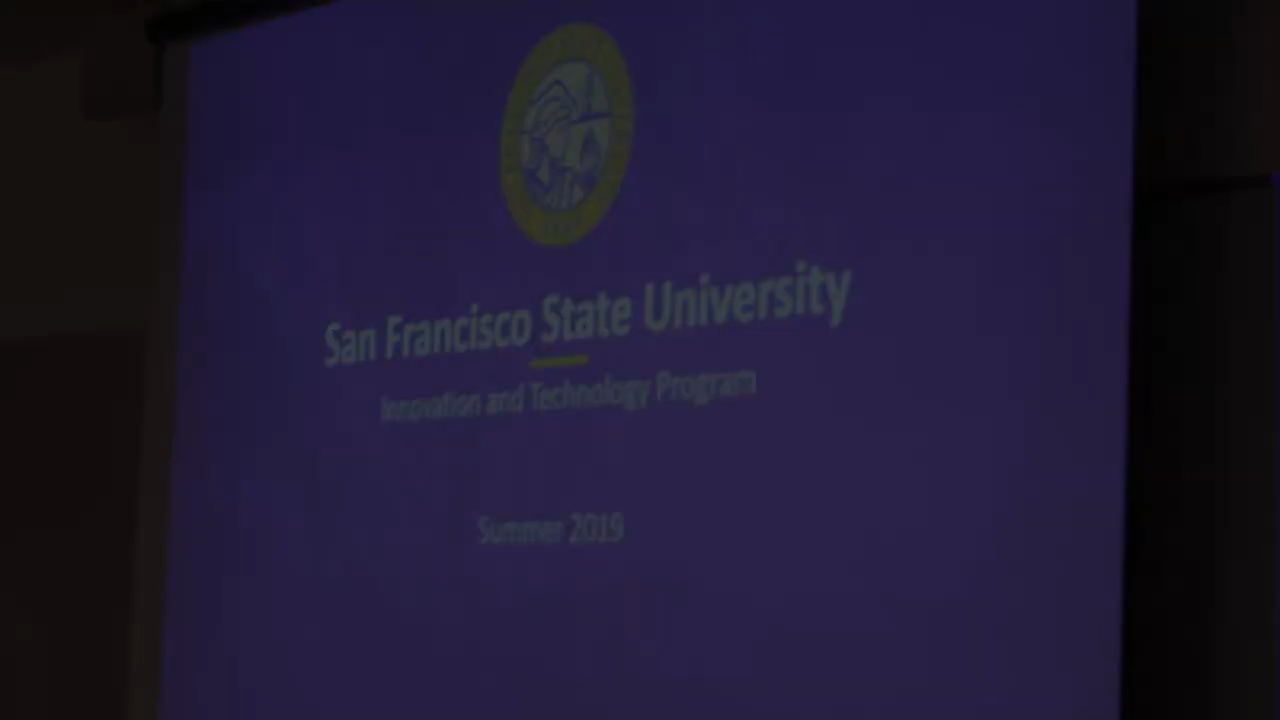 San Francisco State University
Innovation and Technology Program
Summer 2019